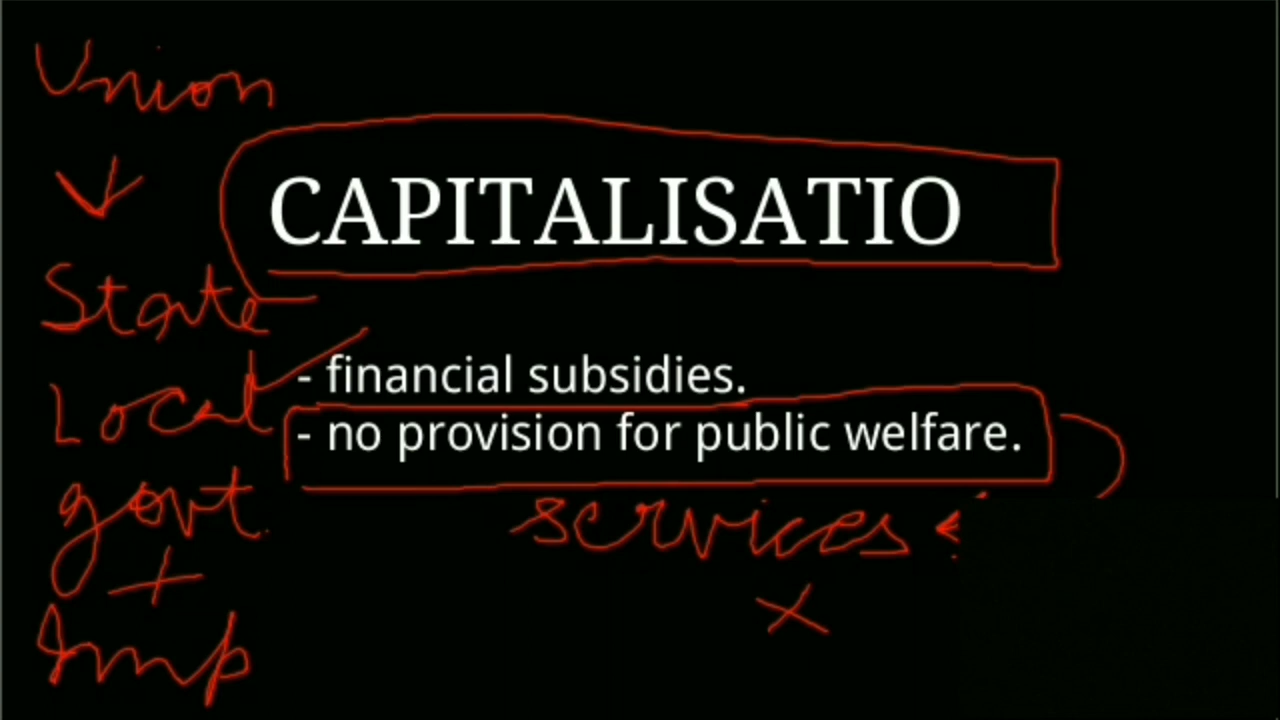 Union
CAPITALISATIO
State
- financial subsidies.
Local
- no provision for public welfare.
govt
services
+
Imp